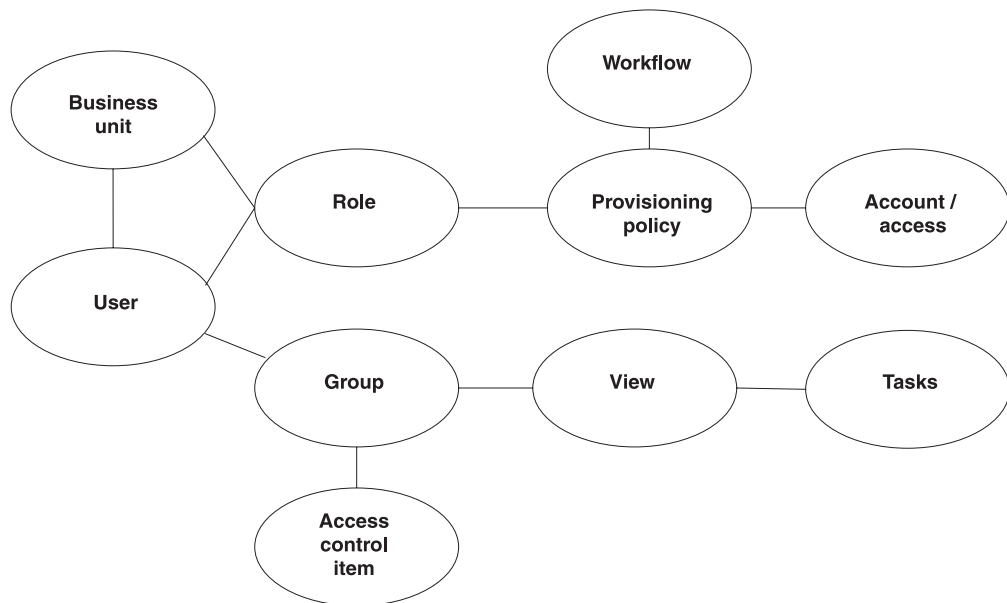 Workflow
Business
unit
Role
Provisioning
policy
Account /
access
User
Group
View
Tasks
Access
control
item